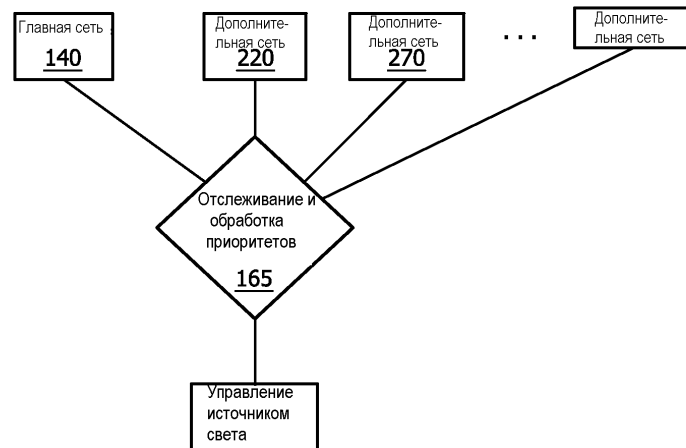 Главная сеть
140
Дополните-
льная сеть
220
Дополните-
льная сеть
270
...
Дополните-
льная сеть
Отслеживание и
обработка
приоритетов
165
Управление
источником
света